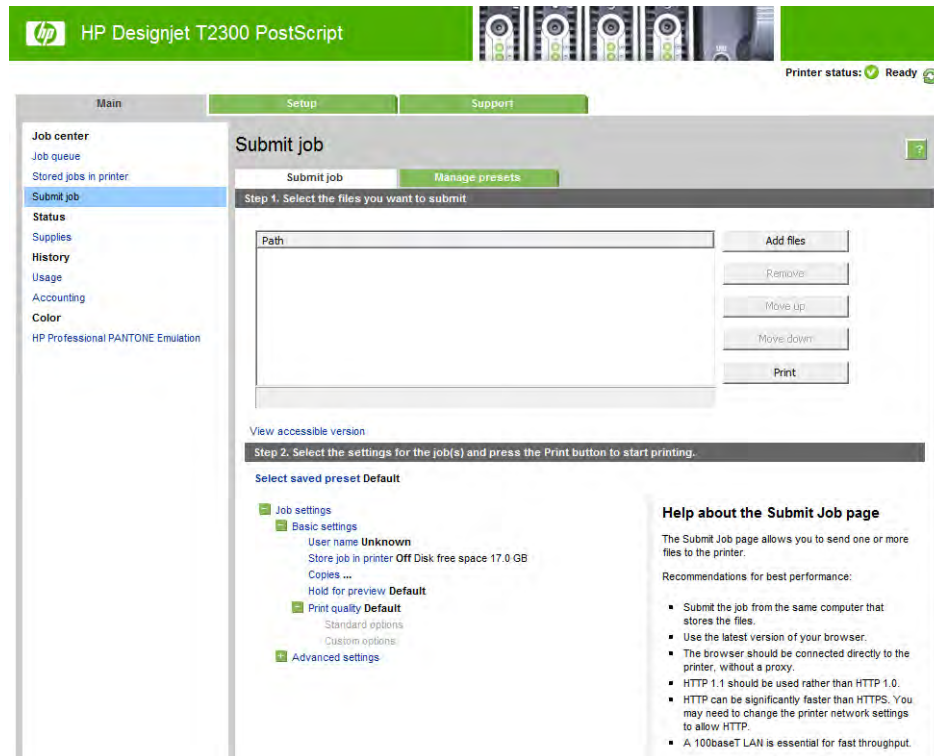 hp HP Designjet T2300 PostScript
Printer status: Ready
Main Setup Support
Job center
Job queue
Stored jobs in printer
Submit job
Status
Supplies
History
Usage
Accounting
Color
HP Professional PANTONE Emulation
Submit job
?
Submit job Manage presets
Step 1. Select the files you want to submit
Path
Add files
Remove
Move up
Move down
Print
View accessible version
Step 2. Select the settings for the job(s) and press the Print button to start printing.
Select saved preset Default
Job settings
Basic settings
User name Unknown
Store job in printer Off Disk free space 17.0 GB
Copies ...
Hold for preview Default
Print quality Default
Standard options
Custom options
Advanced settings
Help about the Submit Job page
The Submit Job page allows you to send one or more
files to the printer.
Recommendations for best performance:
Submit the job from the same computer that
stores the files.
Use the latest version of your browser.
The browser should be connected directly to the
printer, without a proxy.
HTTP 1.1 should be used rather than HTTP 1.0.
HTTP can be significantly faster than HTTPS. You
may need to change the printer network settings
to allow HTTP.
A 100baseT LAN is essential for fast throughput.